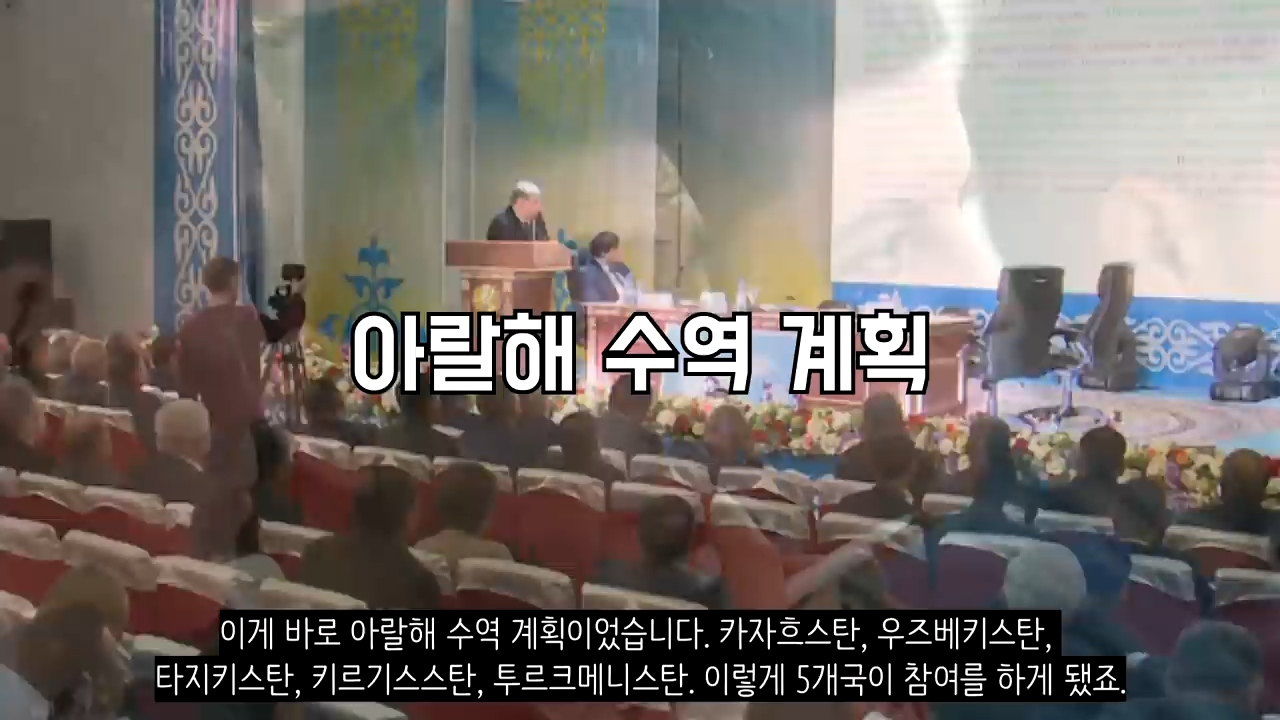 아랄해 수역 계획
이게 바로 아랄해 수역 계획이었습니다. 카자흐스탄, 우즈베키스탄,
타지키스탄, 키르기스스탄, 투르크메니스탄. 이렇게 5개국이 참여를 하게 됐죠.